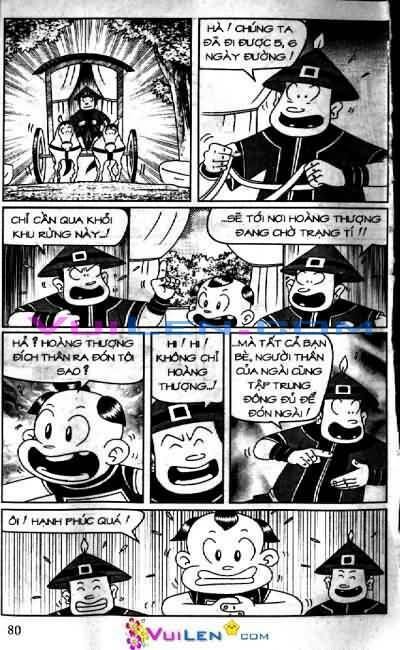 HÀ! CHÚNG TA
ĐÃ ĐI ĐƯỢC 5, 6
NGÀY ĐƯỜNG!
CHỈ CẦN QUA KHỎI
KHU RỪNG NÀY...!
...SẼ TỚI NƠI HOÀNG THƯỢNG
ĐANG CHỜ TRẠNG TÍ!!
VUILEN.COM
HẢ? HOÀNG THƯỢNG
ĐÍCH THÂN RA ĐÓN TÔI
SAO?
HI! HI!
KHÔNG CHỈ
HOÀNG
THƯỢNG...!
...MÀ TẤT CẢ BẠN
BÈ, NGƯỜI THÂN
CỦA NGÀI CŨNG
TẬP TRUNG
ĐÔNG ĐỦ ĐỂ
ĐÓN NGÀI!
ÔI! HẠNH PHÚC QUÁ!
80
VUILEN.COM